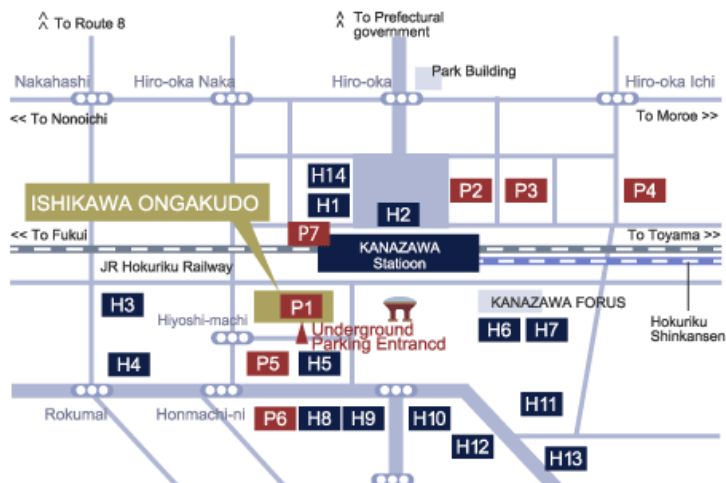 To Route 8
To Prefectural
government
Nakahashi
Hiro-oka Naka
Hiro-oka
Park Building
Hiro-oka Ichi
<< To Nonoichi
To Moroe >>
H14
P2
P3
P4
ISHIKAWA ONGAKUDO
H1
H2
<< To Fukui
P7
KANAZAWA
Statioon
To Toyama >>
JR Hokuriku Railway
H3
P1
KANAZAWA FORUS
Hokuriku
Shinkansen
Hiyoshi-machi
Underground
Parking Entrancd
H6
H7
H4
P5
H5
Rokumai
Honmachi-ni
P6
H8
H9
H10
H11
H12
H13